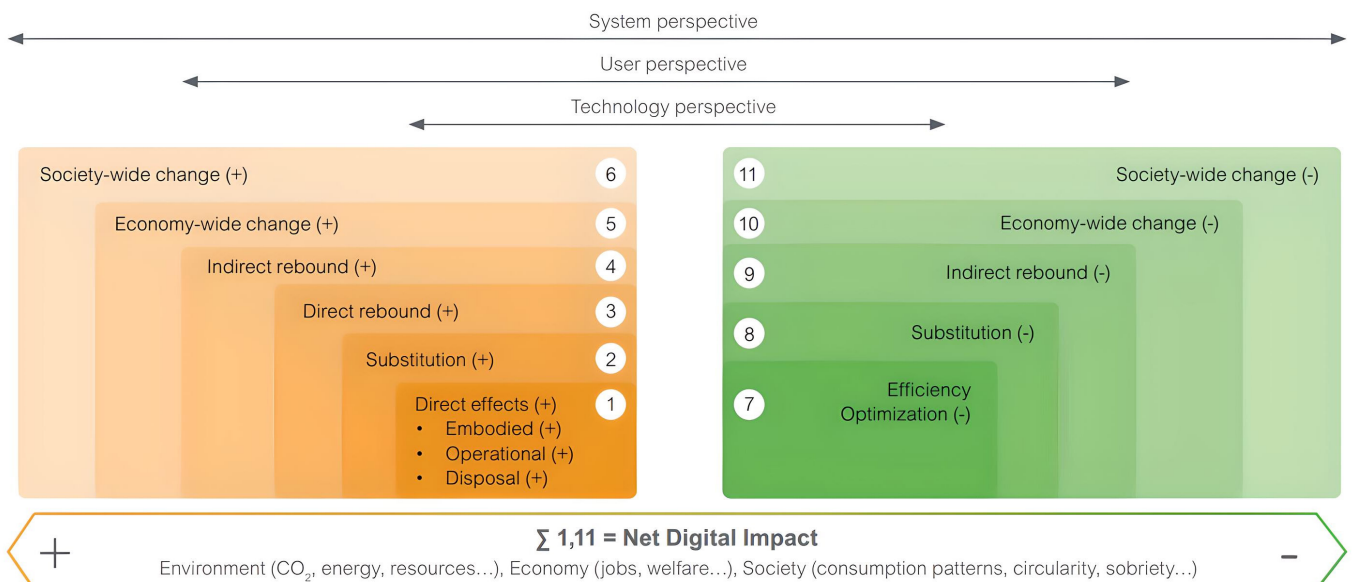 System perspective
User perspective
Technology perspective
Society-wide change (+)
6
Economy-wide change (+)
5
Indirect rebound (+)
4
Direct rebound (+)
3
Substitution (+)
2
Direct effects (+)
1
• Embodied (+)
• Operational (+)
• Disposal (+)
11
Society-wide change (-)
10
Economy-wide change (-)
9
Indirect rebound (-)
8
Substitution (-)
7
Efficiency
Optimization (-)
+
∑ 1,11 = Net Digital Impact
-
Environment (CO₂, energy, resources...), Economy (jobs, welfare...), Society (consumption patterns, circularity, sobriety...)